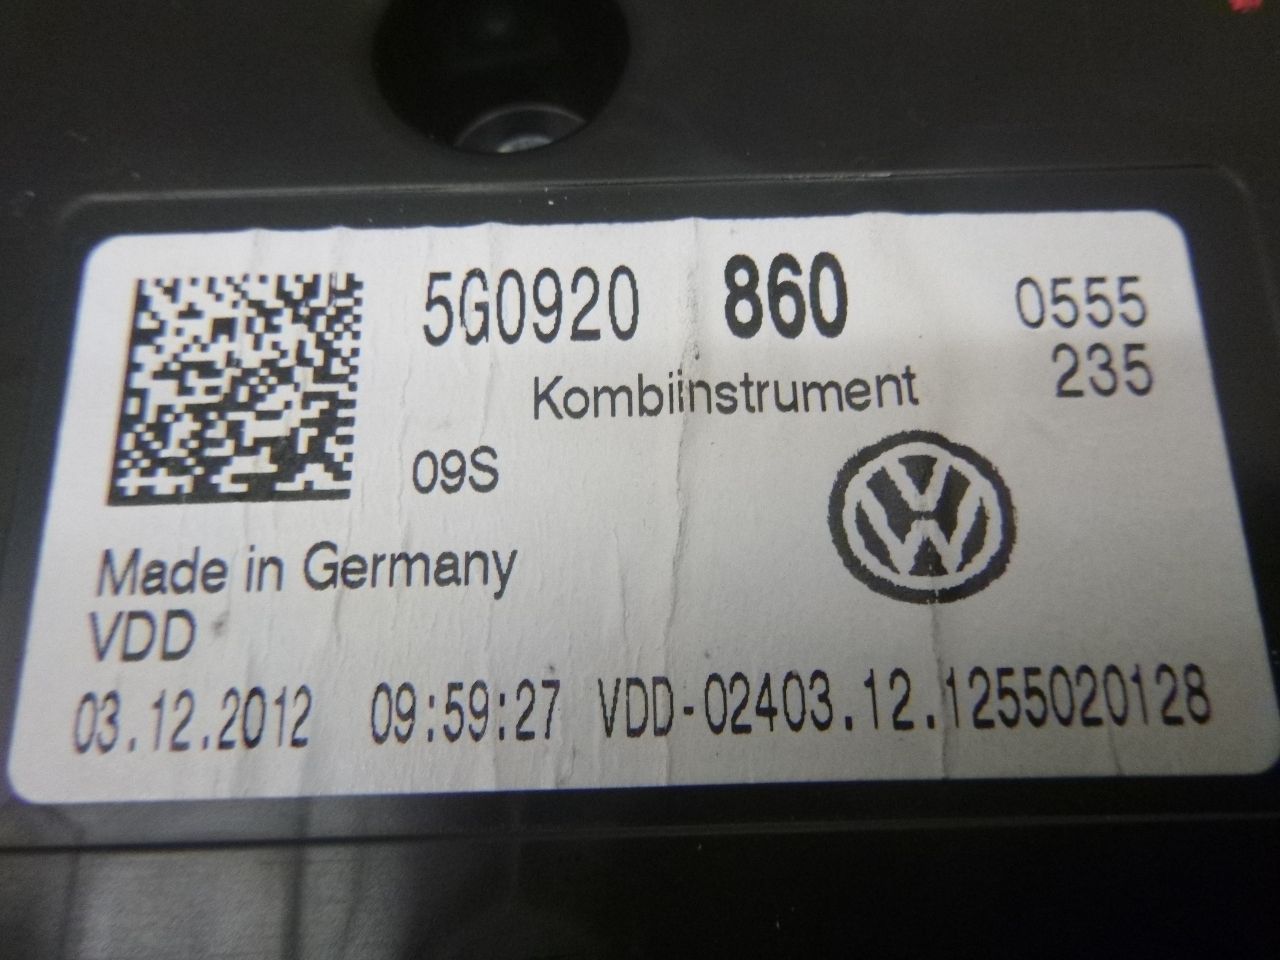 5G0920 860 0555
Kombiinstrument 235
09S
Made in Germany
VDD
03.12.2012 09:59:27 VDD-02403.12.1255020128